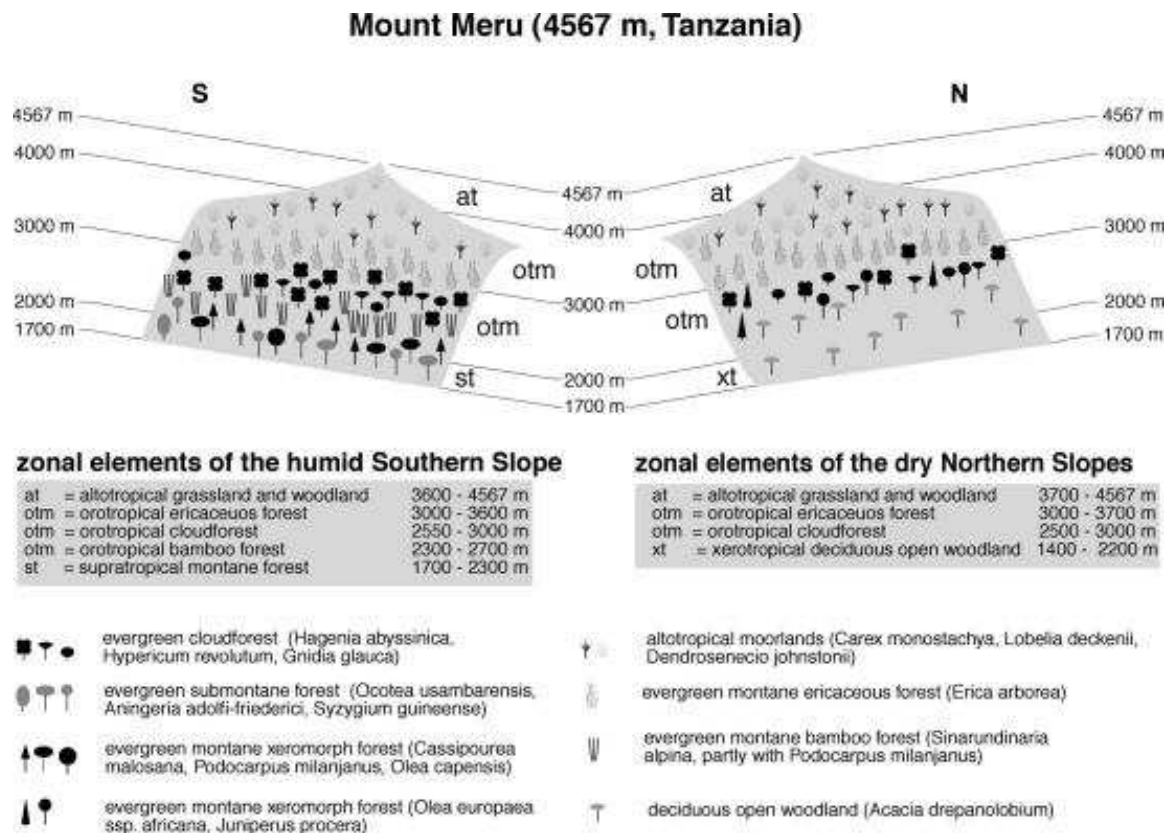 Mount Meru (4567 m, Tanzania)
S
N
4567 m
4000 m
3000 m
2000 m
1700 m
at
otm
otm
st
4567 m
4000 m
3000 m
2000 m
1700 m
at
otm
otm
xt
4567 m
4000 m
3000 m
2000 m
1700 m
zonal elements of the humid Southern Slope
at = altotropical grassland and woodland 3600 - 4567 m
otm = orotropical ericaceuos forest 3000 - 3600 m
otm = orotropical cloudforest 2550 - 3000 m
otm = orotropical bamboo forest 2300 - 2700 m
st = supratropical montane forest 1700 - 2300 m
zonal elements of the dry Northern Slopes
at = altotropical grassland and woodland 3700 - 4567 m
otm = orotropical ericaceuos forest 3000 - 3700 m
otm = orotropical cloudforest 2500 - 3000 m
xt = xerotropical deciduous open woodland 1400 - 2200 m
evergreen cloudforest (Hagenia abyssinica,
Hypericum revolutum, Gnidia glauca)
evergreen submontane forest (Ocotea usambarensis,
Aningeria adolfi-friederici, Syzygium guineense)
evergreen montane xeromorph forest (Cassipourea
malosana, Podocarpus milanjanus, Olea capensis)
evergreen montane xeromorph forest (Olea europaea
ssp. africana, Juniperus procera)
altotropical moorlands (Carex monostachya, Lobelia deckenii,
Dendrosenecio johnstonii)
evergreen montane ericaceous forest (Erica arborea)
evergreen montane bamboo forest (Sinarundinaria
alpina, partly with Podocarpus milanjanus)
deciduous open woodland (Acacia drepanolobium)